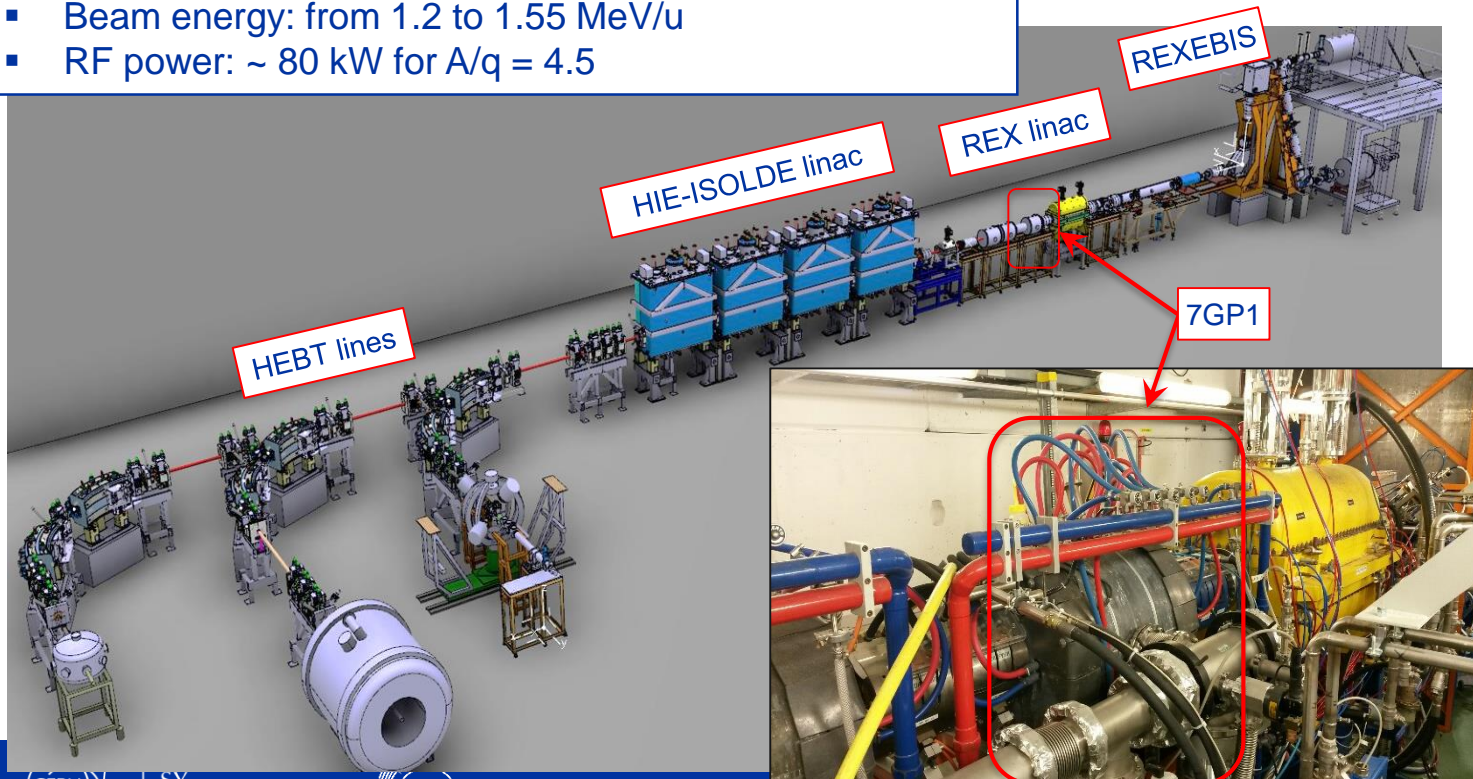 ▪ Beam energy: from 1.2 to 1.55 MeV/u
▪ RF power: ~ 80 kW for A/q = 4.5
REXEBIS
REX linac
HIE-ISOLDE linac
7GP1
HEBT lines
SY